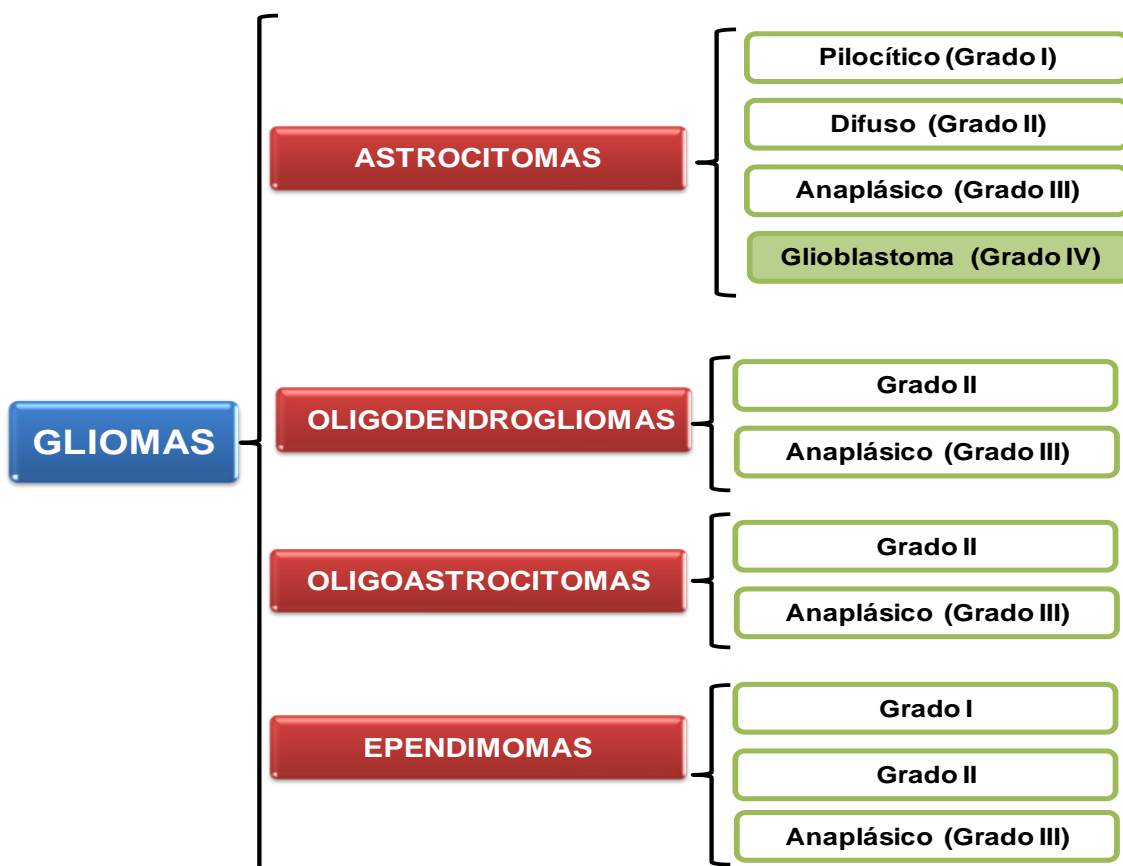 GLIOMAS
ASTROCITOMAS
Pilocítico (Grado I)
Difuso (Grado II)
Anaplásico (Grado III)
Glioblastoma (Grado IV)
OLIGODENDROGLIOMAS
Grado II
Anaplásico (Grado III)
OLIGOASTROCITOMAS
Grado II
Anaplásico (Grado III)
EPENDIMOMAS
Grado I
Grado II
Anaplásico (Grado III)